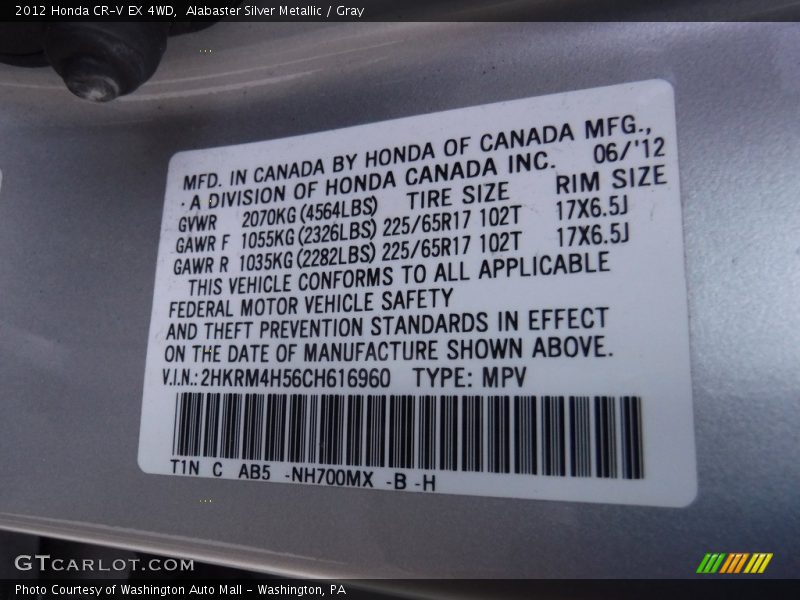 2012 Honda CR-V EX 4WD, Alabaster Silver Metallic / Gray
MFD. IN CANADA BY HONDA OF CANADA MFG.,
·A DIVISION OF HONDA CANADA INC. 06/'12
GVWR 2070KG(4564LBS) TIRE SIZE RIM SIZE
GAWR F 1055KG(2326LBS) 225/65R17 102T 17X6.5J
GAWR R 1035KG(2282LBS) 225/65R17 102T 17X6.5J
THIS VEHICLE CONFORMS TO ALL APPLICABLE
FEDERAL MOTOR VEHICLE SAFETY
AND THEFT PREVENTION STANDARDS IN EFFECT
ON THE DATE OF MANUFACTURE SHOWN ABOVE.
V.I.N.: 2HKRM4H56CH616960 TYPE: MPV
T1N C AB5 -NH700MX -B -H
GTCARLOT.COM
Photo Courtesy of Washington Auto Mall - Washington, PA